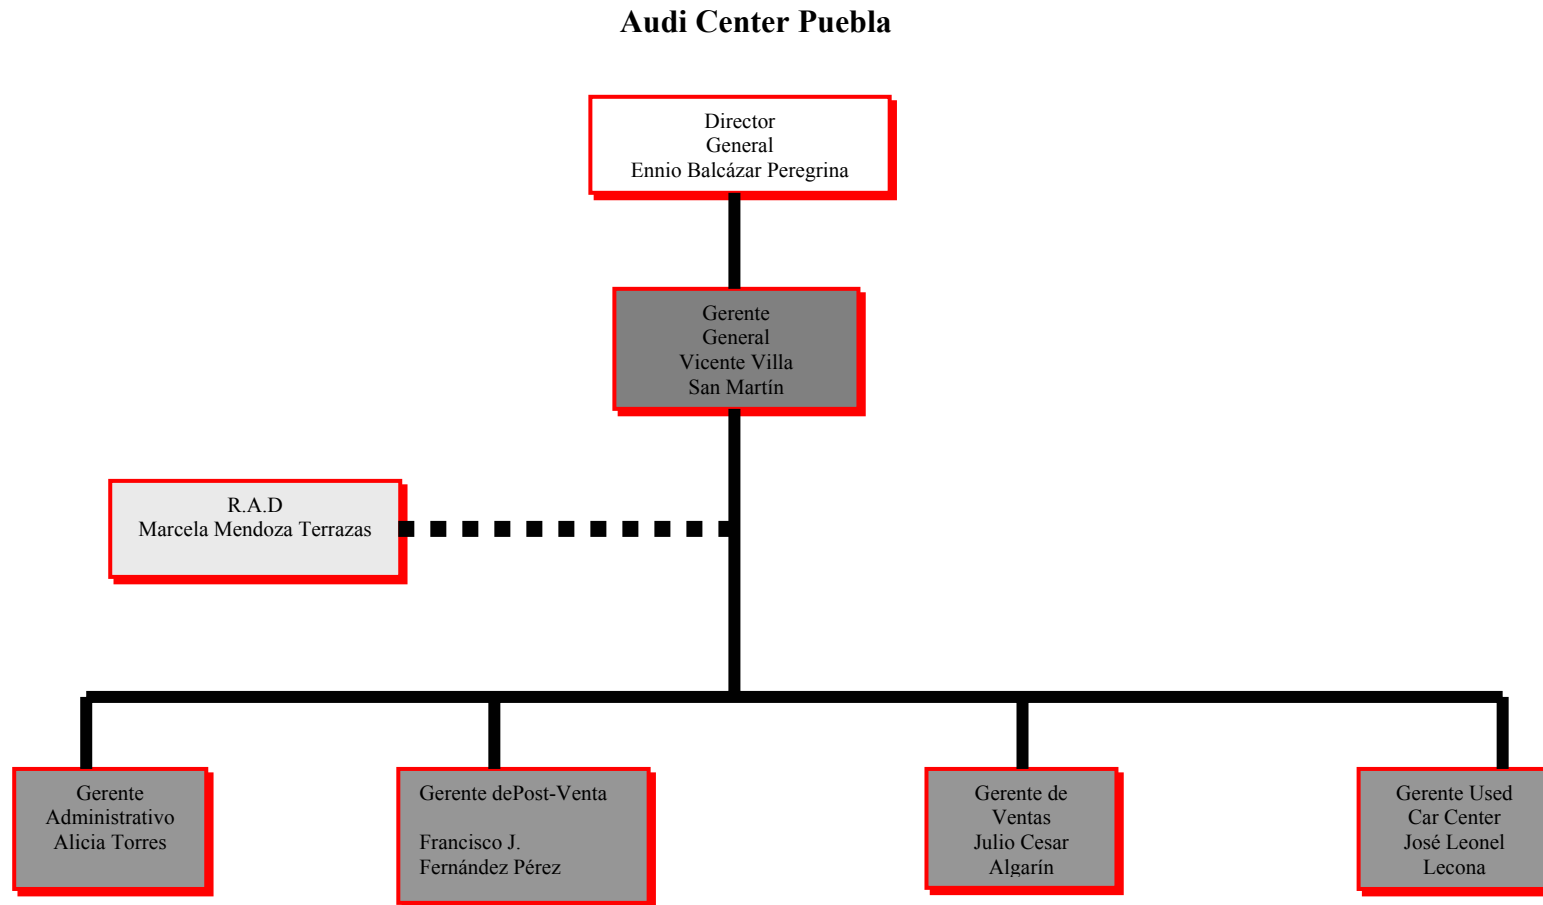 Audi Center Puebla
Director
General
Ennio Balcázar Peregrina
Gerente
General
Vicente Villa
San Martín
R.A.D
Marcela Mendoza Terrazas
Gerente
Administrativo
Alicia Torres
Gerente dePost-Venta
Francisco J.
Fernández Pérez
Gerente de
Ventas
Julio Cesar
Algarín
Gerente Used
Car Center
José Leonel
Lecona